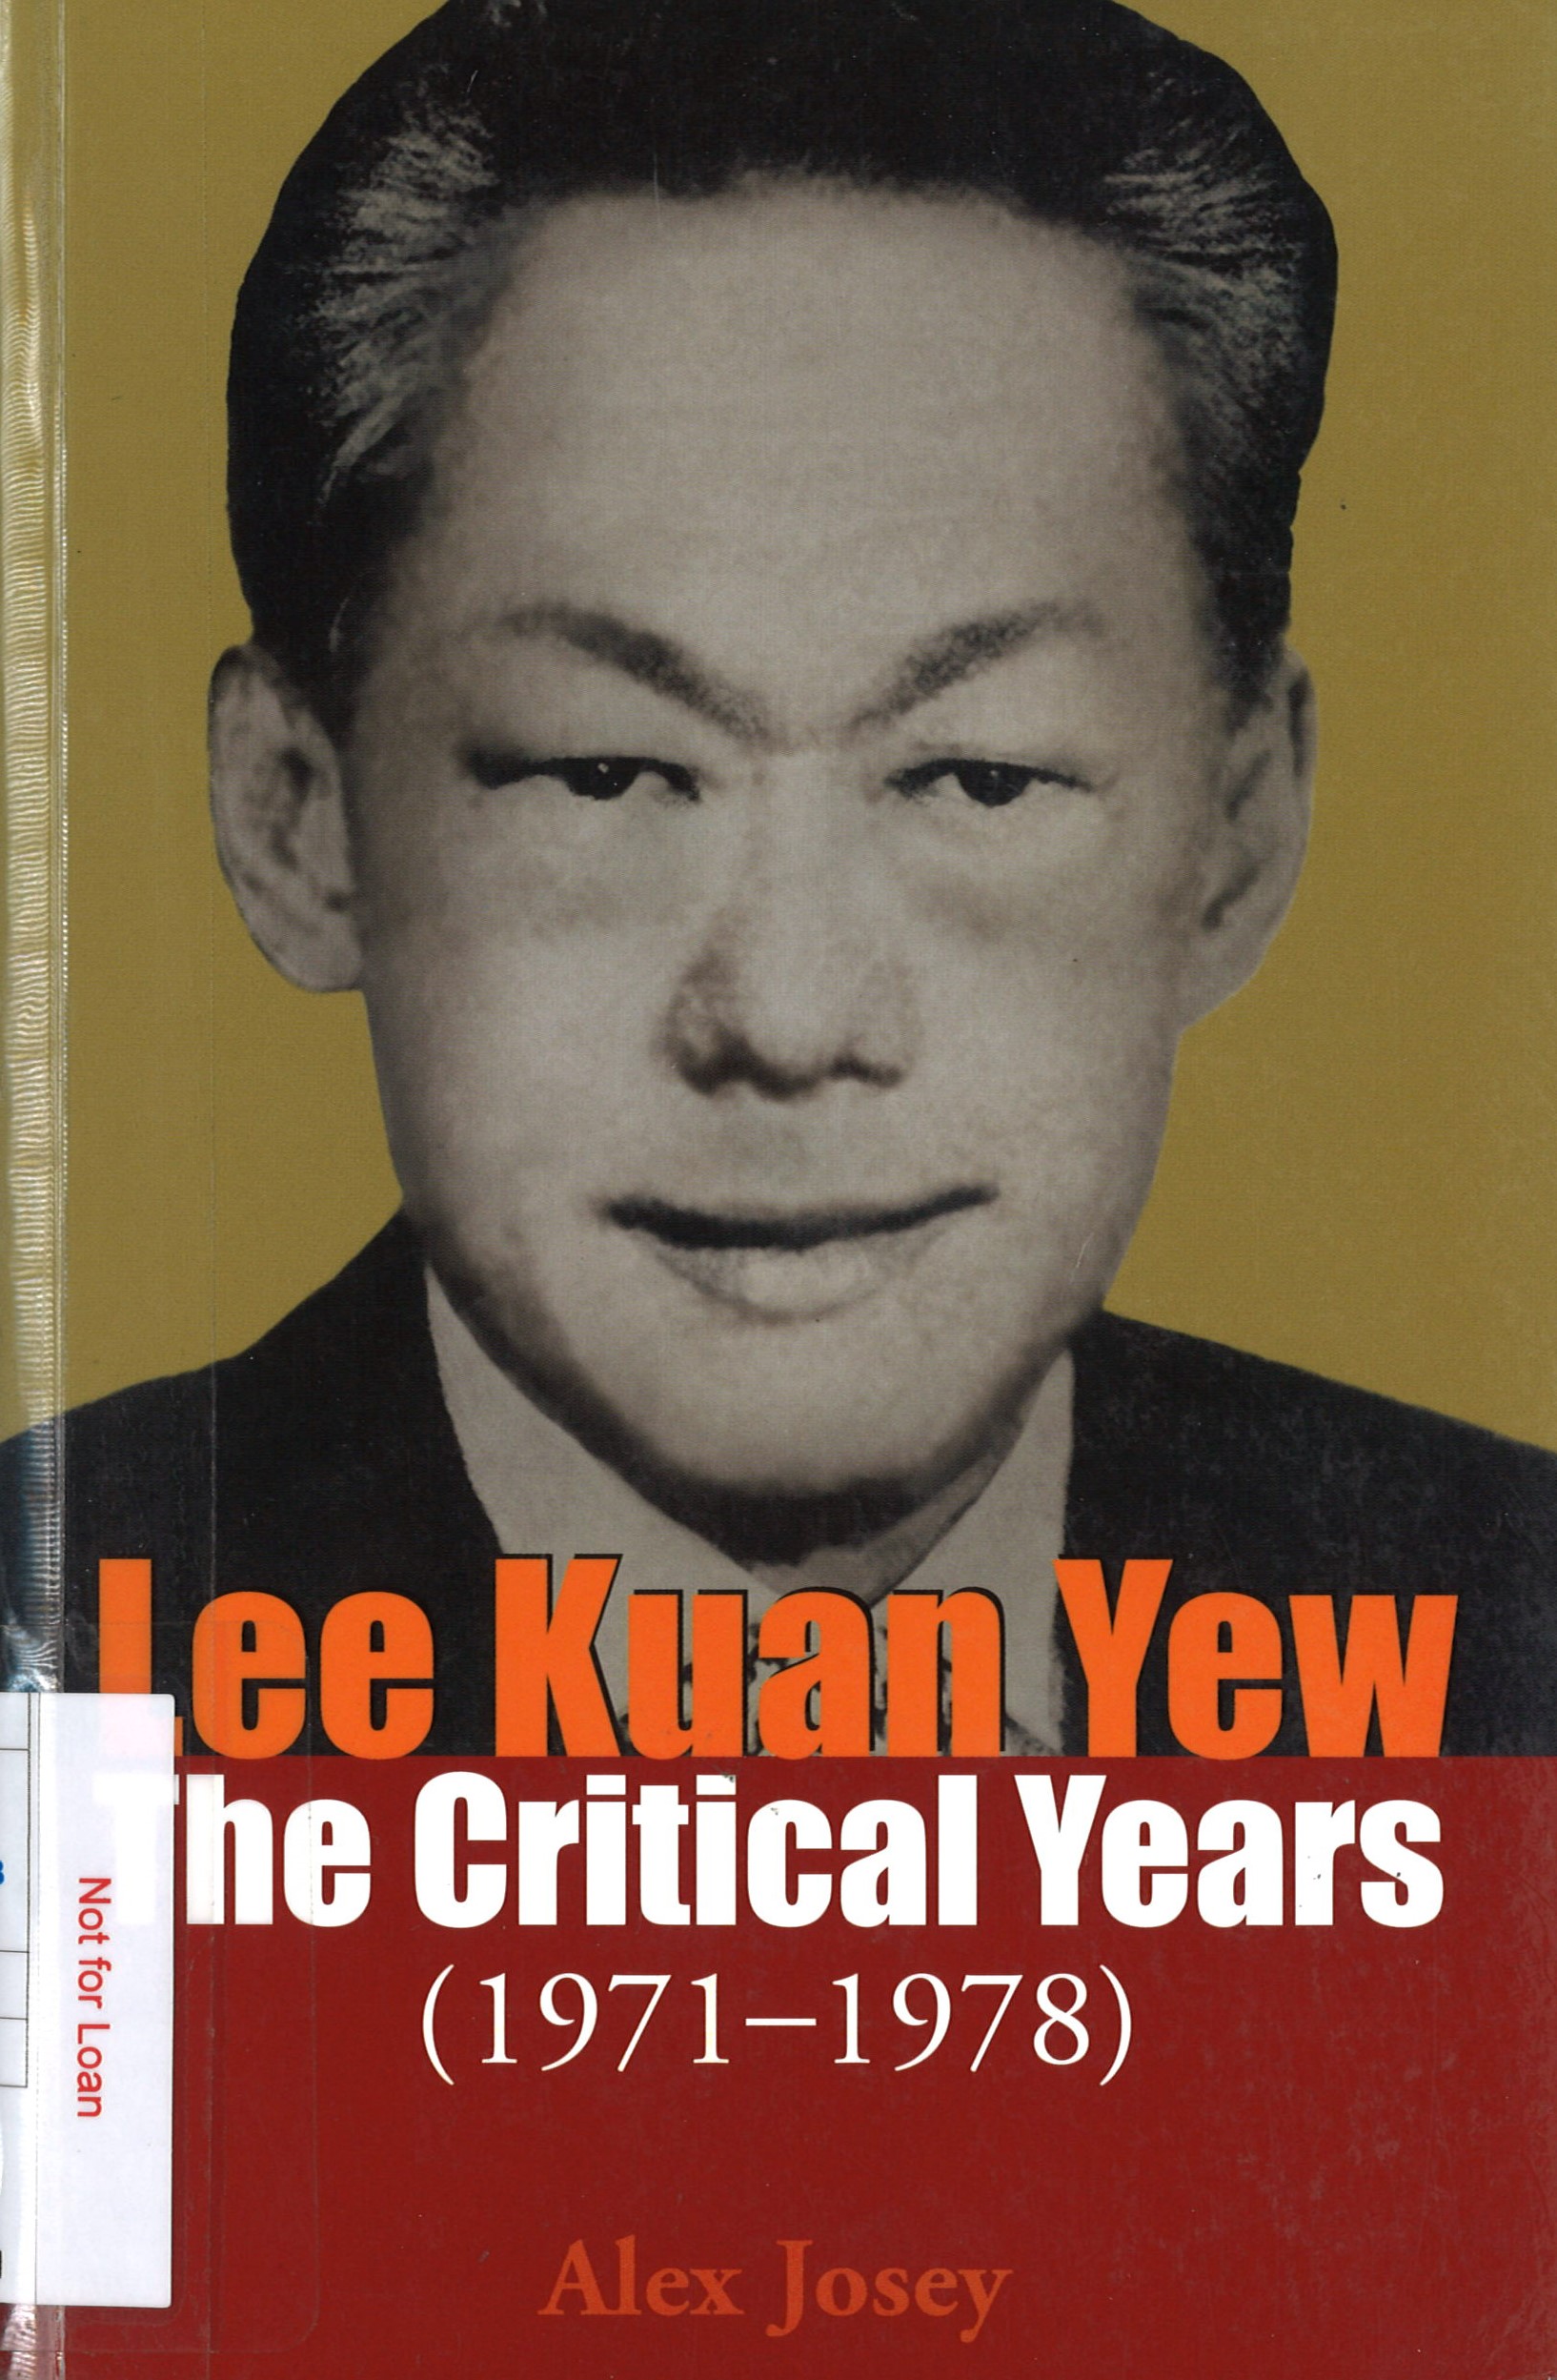 Lee Kuan Yew
The Critical Years
(1971–1978)
Alex Josey
Not for Loan